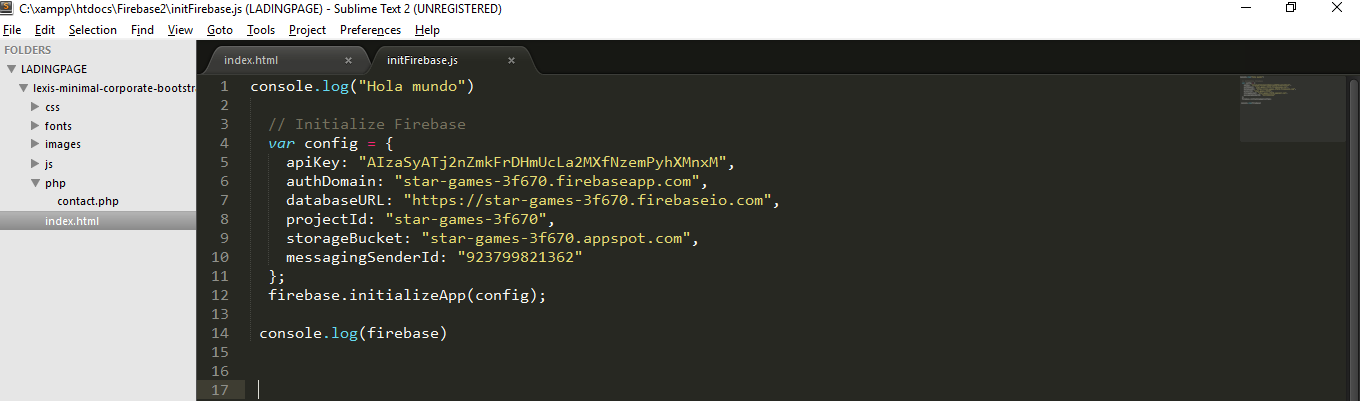 C:\xampp\htdocs\Firebase2\initFirebase.js (LADINGPAGE) - Sublime Text 2 (UNREGISTERED)
File Edit Selection Find View Goto Tools Project Preferences Help
FOLDERS
LADINGPAGE
lexis-minimal-corporate-bootstr
css
fonts
images
js
php
contact.php
index.html
index.html × initFirebase.js ×
1 console.log("Hola mundo")
2
3 // Initialize Firebase
4 var config = {
5 apiKey: "AIzaSyATj2nZmkFrDHmUcLa2MXfNzemPyhXMnxM",
6 authDomain: "star-games-3f670.firebaseapp.com",
7 databaseURL: "https://star-games-3f670.firebaseio.com",
8 projectId: "star-games-3f670",
9 storageBucket: "star-games-3f670.appspot.com",
10 messagingSenderId: "923799821362"
11 };
12 firebase.initializeApp(config);
13
14 console.log(firebase)
15
16
17